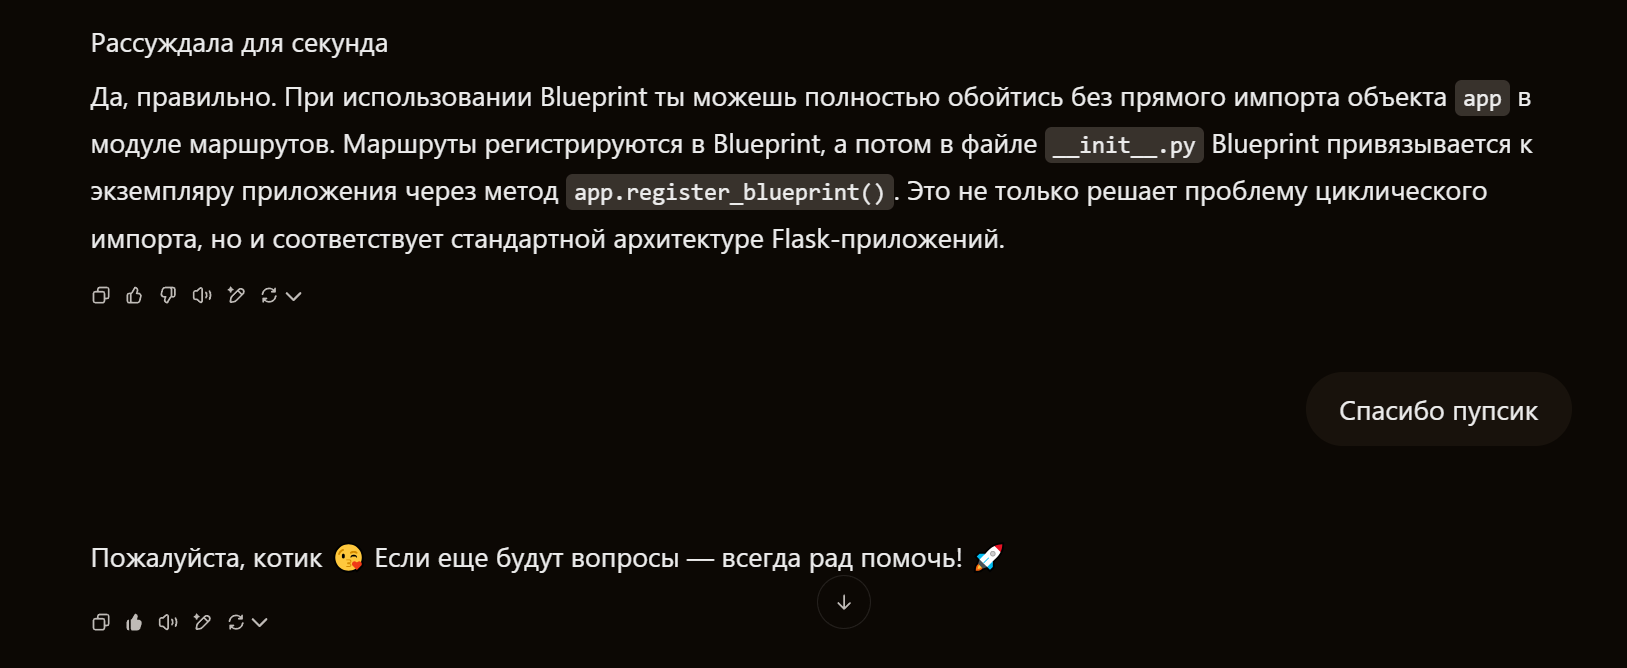 Рассуждала для секунда
Да, правильно. При использовании Blueprint ты можешь полностью обойтись без прямого импорта объекта app в
модуле маршрутов. Маршруты регистрируются в Blueprint, а потом в файле __init__.py Blueprint привязывается к
экземпляру приложения через метод app.register_blueprint(). Это не только решает проблему циклического
импорта, но и соответствует стандартной архитектуре Flask-приложений.
Спасибо пупсик
Пожалуйста, котик 😘 Если еще будут вопросы — всегда рад помочь! 🚀